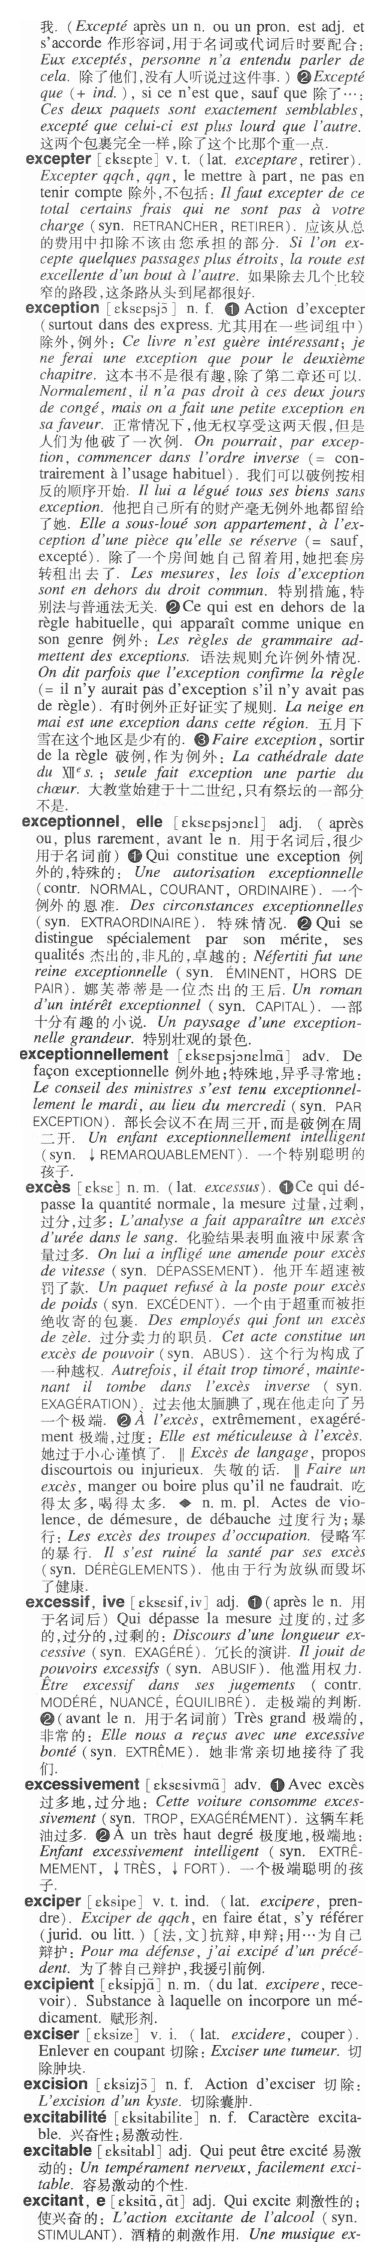 我. (Excepté après un n. ou un pron. est adj. et
s'accorde 作形容词,用于名词或代词后时要配合:
Eux exceptés, personne n'a entendu parler de
cela. 除了他们,没有人听说过这件事. ) ❷ Excepté
que (+ ind. ), si ce n'est que, sauf que 除了…:
Ces deux paquets sont exactement semblables,
excepté que celui-ci est plus lourd que l'autre.
这两个包裹完全一样,除了这个比那个重一点.
excepter [ɛksɛpte] v. t. (lat. exceptare, retirer).
Excepter qqch, qqn, le mettre à part, ne pas en
tenir compte 除外,不包括: Il faut excepter de ce
total certains frais qui ne sont pas à votre
charge (syn. RETRANCHER, RETIRER). 应该从总
的费用中扣除不该由您承担的部分. Si l'on ex-
cepte quelques passages plus étroits, la route est
excellente d'un bout à l'autre. 如果除去几个比较
窄的路段,这条路从头到尾都很好.
exception [ɛksɛpsjɔ̃] n. f. ❶ Action d'excepter
(surtout dans des express. 尤其用在一些词组中)
除外,例外: Ce livre n'est guère intéressant; je
ne ferai une exception que pour le deuxième
chapitre. 这本书不是很有趣,除了第二章还可以.
Normalement, il n'a pas droit à ces deux jours
de congé, mais on a fait une petite exception en
sa faveur. 正常情况下,他无权享受这两天假,但是
人们为他破了一次例. On pourrait, par excep-
tion, commencer dans l'ordre inverse (= con-
trairement à l'usage habituel). 我们可以破例按相
反的顺序开始. Il lui a légué tous ses biens sans
exception. 他把自己所有的财产毫无例外地都留给
了她. Elle a sous-loué son appartement, à l'ex-
ception d'une pièce qu'elle se réserve (= sauf,
excepté). 除了一个房间她自己留着用,她把套房
转租出去了. Les mesures, les lois d'exception
sont en dehors du droit commun. 特别措施,特
别法与普通法无关. ❷ Ce qui est en dehors de la
règle habituelle, qui apparaît comme unique en
son genre 例外: Les règles de grammaire ad-
mettent des exceptions. 语法规则允许例外情况.
On dit parfois que l'exception confirme la règle
(= il n'y aurait pas d'exception s'il n'y avait pas
de règle). 有时例外正好证实了规则. La neige en
mai est une exception dans cette région. 五月下
雪在这个地区是少有的. ❸ Faire exception, sortir
de la règle 破例,作为例外: La cathédrale date
du XIIᵉ s. ; seule fait exception une partie du
chœur. 大教堂始建于十二世纪,只有祭坛的一部分
不是.
exceptionnel, elle [ɛksɛpsjɔnɛl] adj. (après
ou, plus rarement, avant le n. 用于名词后,很少
用于名词前) ❶ Qui constitue une exception 例
外的,特殊的: Une autorisation exceptionnelle
(contr. NORMAL, COURANT, ORDINAIRE). 一个
例外的恩准. Des circonstances exceptionnelles
(syn. EXTRAORDINAIRE). 特殊情况. ❷ Qui se
distingue spécialement par son mérite, ses
qualités 杰出的,非凡的,卓越的: Néfertiti fut une
reine exceptionnelle (syn. ÉMINENT, HORS DE
PAIR). 娜芙蒂蒂是一位杰出的王后. Un roman
d'un intérêt exceptionnel (syn. CAPITAL). 一部
十分有趣的小说. Un paysage d'une exception-
nelle grandeur. 特别壮观的景色.
exceptionnellement [ɛksɛpsjɔnɛlmɑ̃] adv. De
façon exceptionnelle 例外地;特殊地,异乎寻常地:
Le conseil des ministres s'est tenu exceptionnel-
lement le mardi, au lieu du mercredi (syn. PAR
EXCEPTION). 部长会议不在周三开,而是破例在周
二开. Un enfant exceptionnellement intelligent
(syn. ↓ REMARQUABLEMENT). 一个特别聪明的
孩子.
excès [ɛksɛ] n. m. (lat. excessus). ❶ Ce qui dé-
passe la quantité normale, la mesure 过量,过剩,
过分,过多: L'analyse a fait apparaître un excès
d'urée dans le sang. 化验结果表明血液中尿素含
量过多. On lui a infligé une amende pour excès
de vitesse (syn. DÉPASSEMENT). 他开车超速被
罚了款. Un paquet refusé à la poste pour excès
de poids (syn. EXCÉDENT). 一个由于超重而被拒
绝收寄的包裹. Des employés qui font un excès
de zèle. 过分卖力的职员. Cet acte constitue un
excès de pouvoir (syn. ABUS). 这个行为构成了
一种越权. Autrefois, il était trop timoré, mainte-
nant il tombe dans l'excès inverse (syn.
EXAGÉRATION). 过去他太腼腆了,现在他走向了另
一个极端. ❷ À l'excès, extrêmement, exagéré-
ment 极端,过度: Elle est méticuleuse à l'excès.
她过于小心谨慎了. ‖ Excès de langage, propos
discourtois ou injurieux. 失敬的话. ‖ Faire un
excès, manger ou boire plus qu'il ne faudrait. 吃
得太多,喝得太多. ◆ n. m. pl. Actes de vio-
lence, de démesure, de débauche 过度行为;暴
行: Les excès des troupes d'occupation. 侵略军
的暴行. Il s'est ruiné la santé par ses excès
(syn. DÉRÈGLEMENTS). 他由于行为放纵而毁坏
了健康.
excessif, ive [ɛksesif, iv] adj. ❶ (après le n. 用
于名词后) Qui dépasse la mesure 过度的,过多
的,过分的,过剩的: Discours d'une longueur ex-
cessive (syn. EXAGÉRÉ). 冗长的演讲. Il jouit de
pouvoirs excessifs (syn. ABUSIF). 他滥用权力.
Être excessif dans ses jugements (contr.
MODÉRÉ, NUANCÉ, ÉQUILIBRÉ). 走极端的判断.
❷ (avant le n. 用于名词前) Très grand 极端的,
非常的: Elle nous a reçus avec une excessive
bonté (syn. EXTRÊME). 她非常亲切地接待了我
们.
excessivement [ɛksesivmɑ̃] adv. ❶ Avec excès
过多地,过分地: Cette voiture consomme exces-
sivement (syn. TROP, EXAGÉRÉMENT). 这辆车耗
油过多. ❷ À un très haut degré 极度地,极端地:
Enfant excessivement intelligent (syn. EXTRÊ-
MEMENT, ↓ TRÈS, ↓ FORT). 一个极端聪明的孩
子.
exciper [ɛksipe] v. t. ind. (lat. excipere, pren-
dre). Exciper de qqch, en faire état, s'y référer
(jurid. ou litt.) 〔法,文〕抗辩,申辩;用…为自己
辩护: Pour ma défense, j'ai excipé d'un précé-
dent. 为了替自己辩护,我援引前例.
excipient [ɛksipjɑ̃] n. m. (du lat. excipere, rece-
voir). Substance à laquelle on incorpore un mé-
dicament. 赋形剂.
exciser [ɛksize] v. i. (lat. excidere, couper).
Enlever en coupant 切除: Exciser une tumeur. 切
除肿块.
excision [ɛksizjɔ̃] n. f. Action d'exciser 切除:
L'excision d'un kyste. 切除囊肿.
excitabilité [ɛksitabilite] n. f. Caractère excita-
ble. 兴奋性;易激动性.
excitable [ɛksitabl] adj. Qui peut être excité 易激
动的: Un tempérament nerveux, facilement exci-
table. 容易激动的个性.
excitant, e [ɛksitɑ̃, ɑ̃t] adj. Qui excite 刺激性的;
使兴奋的: L'action excitante de l'alcool (syn.
STIMULANT). 酒精的刺激作用. Une musique ex-